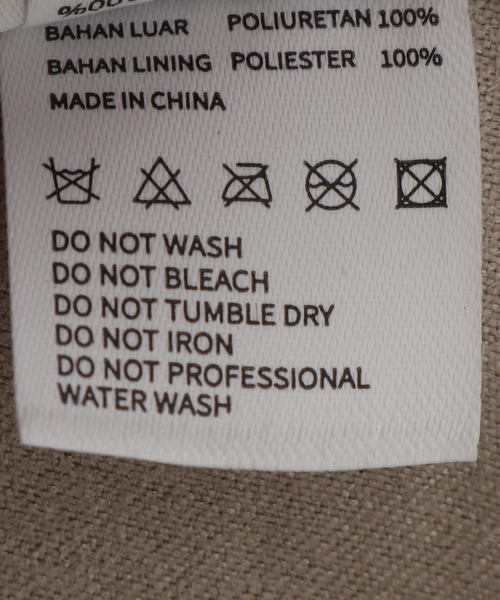 BAHAN LUAR POLIURETAN 100%
BAHAN LINING POLIESTER 100%
MADE IN CHINA
DO NOT WASH
DO NOT BLEACH
DO NOT TUMBLE DRY
DO NOT IRON
DO NOT PROFESSIONAL
WATER WASH